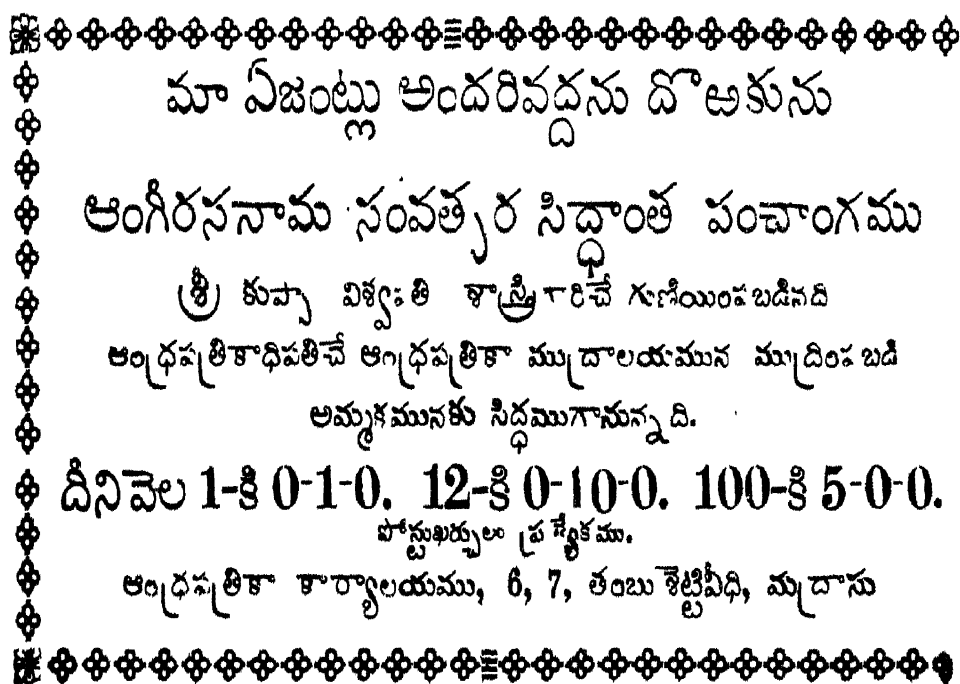 మా ఏజంట్లు అందరివద్దను దొఱకును
ఆంగీరసనామ సంవత్సర సిద్ధాంత పంచాంగము
శ్రీ కుప్పా విశ్వపతి శాస్త్రిగారిచే గుణియింపబడినది
ఆంధ్రపత్రికాధిపతిచే ఆంధ్రపత్రికా ముద్రాలయమున ముద్రింపబడి
అమ్మకమునకు సిద్ధముగానున్నది.
దీనివెల 1-కి 0-1-0. 12-కి 0-10-0. 100-కి 5-0-0.
పోస్టుఖర్చులు ప్రత్యేకము.
ఆంధ్రపత్రికా కార్యాలయము, 6, 7, తంబుశెట్టివీధి, మద్రాసు